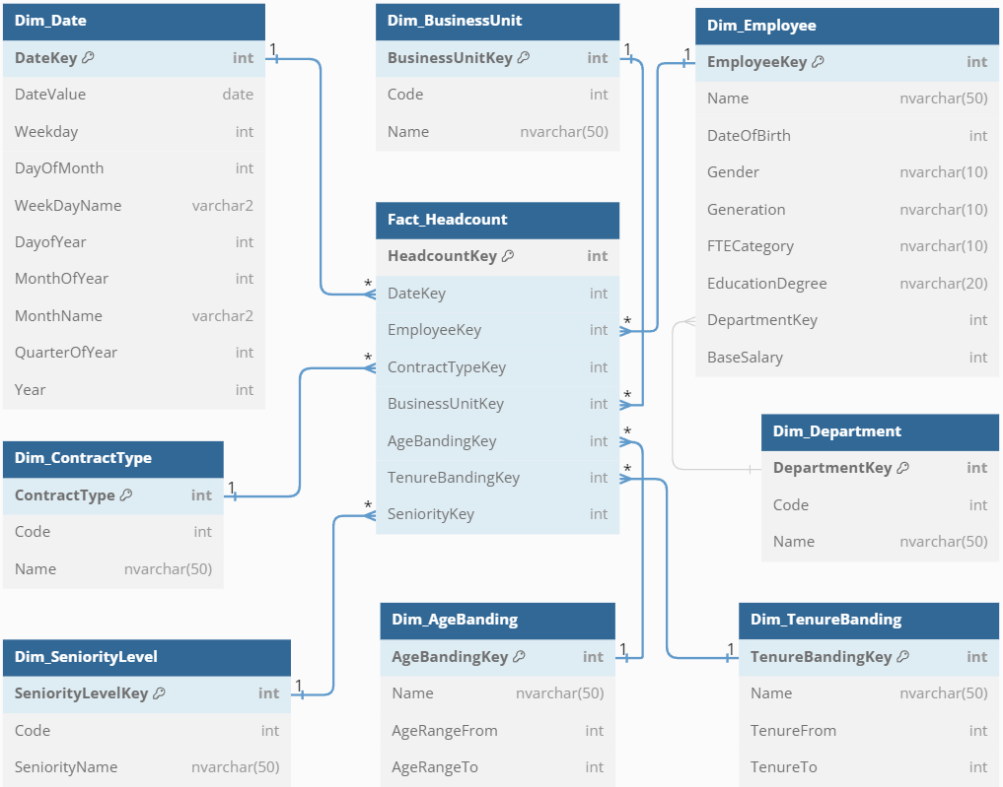 Dim_Date
DateKey int
DateValue date
Weekday int
DayOfMonth int
WeekDayName varchar2
DayofYear int
MonthOfYear int
MonthName varchar2
QuarterOfYear int
Year int
1
Dim_BusinessUnit
BusinessUnitKey int
Code int
Name nvarchar(50)
1
Dim_Employee
EmployeeKey int
Name nvarchar(50)
DateOfBirth int
Gender nvarchar(10)
Generation nvarchar(10)
FTECategory nvarchar(10)
EducationDegree nvarchar(20)
DepartmentKey int
BaseSalary int
1
Fact_Headcount
HeadcountKey int
* DateKey int
EmployeeKey int *
* ContractTypeKey int
BusinessUnitKey int *
AgeBandingKey int *
TenureBandingKey int *
* SeniorityKey int
Dim_ContractType
ContractType int
Code int
Name nvarchar(50)
1
Dim_Department
DepartmentKey int
Code int
Name nvarchar(50)
Dim_SeniorityLevel
SeniorityLevelKey int
Code int
SeniorityName nvarchar(50)
1
Dim_AgeBanding
AgeBandingKey int
Name nvarchar(50)
AgeRangeFrom int
AgeRangeTo int
1
Dim_TenureBanding
TenureBandingKey int
Name nvarchar(50)
TenureFrom int
TenureTo int
1